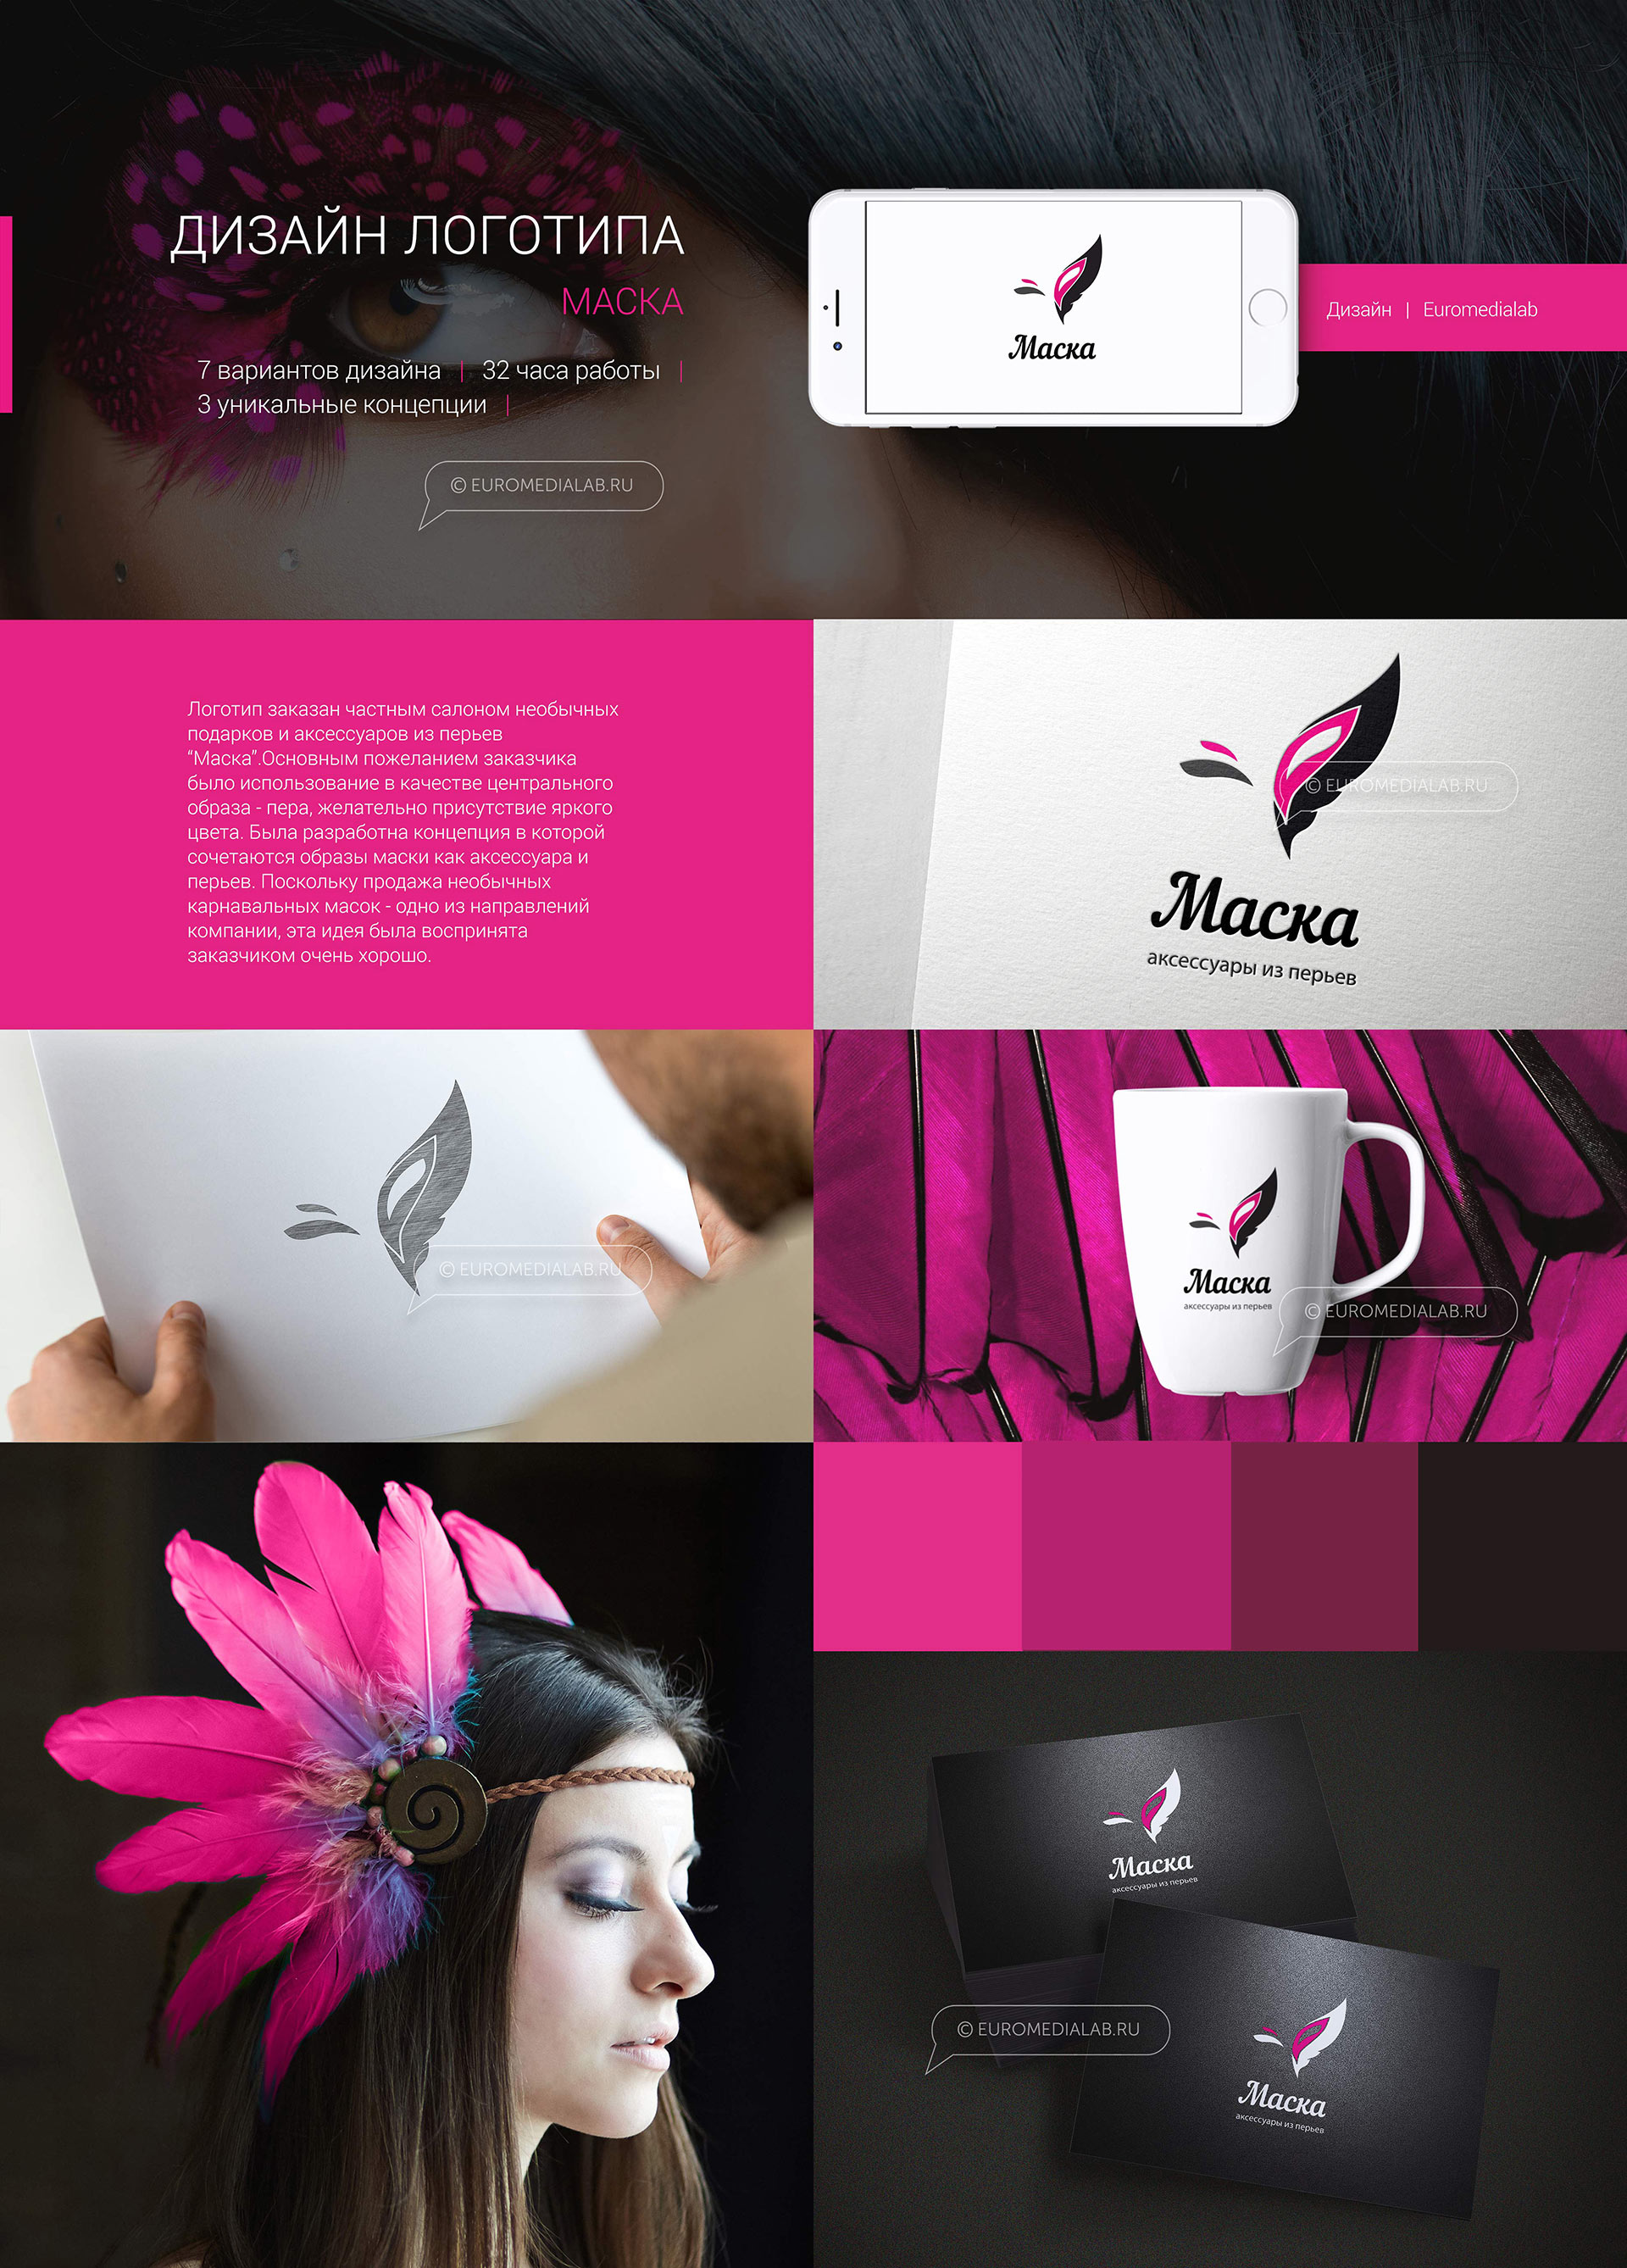 ДИЗАЙН ЛОГОТИПА
МАСКА
7 вариантов дизайна | 32 часа работы |
3 уникальные концепции |
© EUROMEDIALAB.RU
Маска
Дизайн | Euromedialab
Логотип заказан частным салоном необычных
подарков и аксессуаров из перьев
“Маска”.Основным пожеланием заказчика
было использование в качестве центрального
образа - пера, желательно присутствие яркого
цвета. Была разработна концепция в которой
сочетаются образы маски как аксессуара и
перьев. Поскольку продажа необычных
карнавальных масок - одно из направлений
компании, эта идея была воспринята
заказчиком очень хорошо.
© EUROMEDIALAB.RU
Маска
аксессуары из перьев
© EUROMEDIALAB.RU
Маска
аксессуары из перьев
© EUROMEDIALAB.RU
Маска
аксессуары из перьев
© EUROMEDIALAB.RU
Маска
аксессуары из перьев